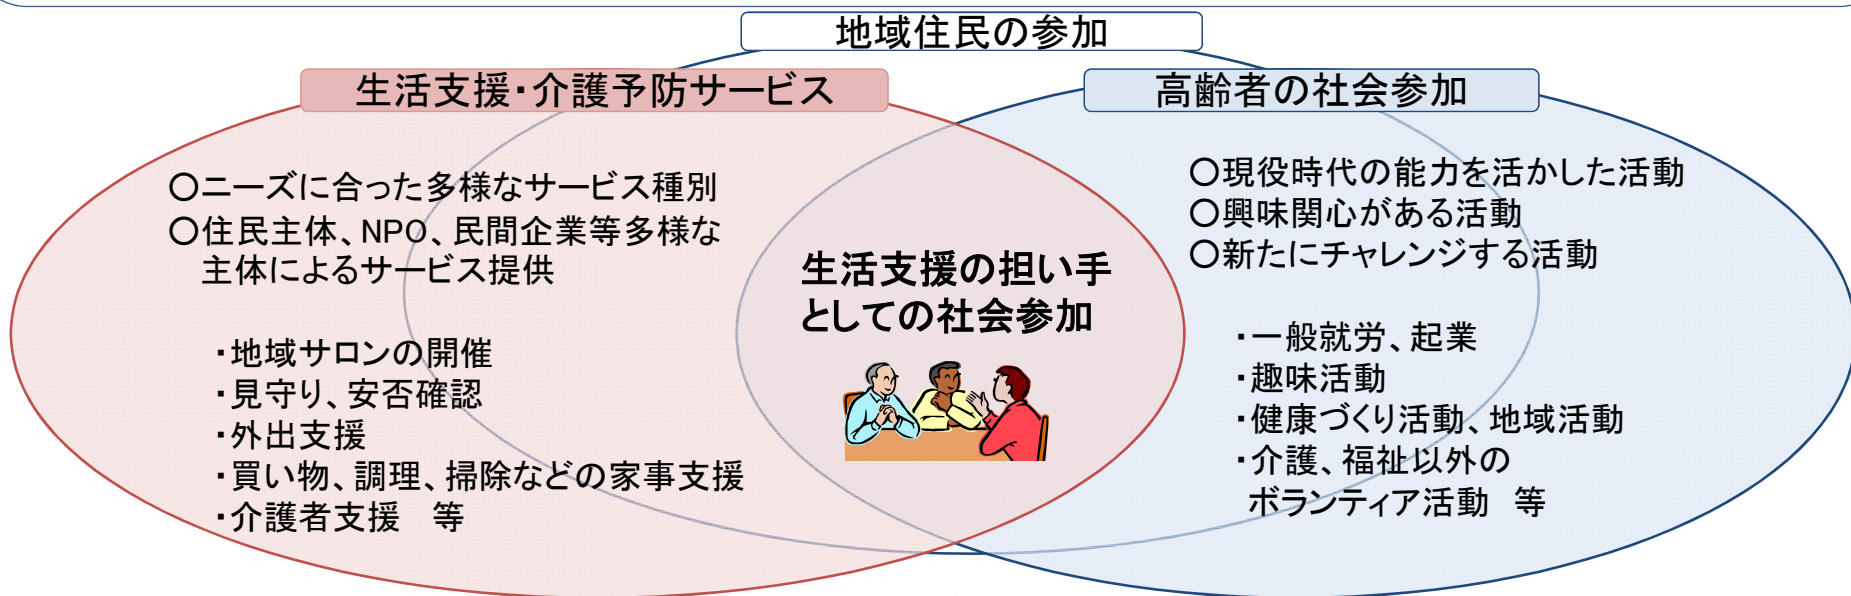 地域住民の参加
生活支援・介護予防サービス
○ニーズに合った多様なサービス種別
○住民主体、NPO、民間企業等多様な
主体によるサービス提供
・地域サロンの開催
・見守り、安否確認
・外出支援
・買い物、調理、掃除などの家事支援
・介護者支援　等
生活支援の担い手
としての社会参加
高齢者の社会参加
○現役時代の能力を活かした活動
○興味関心がある活動
○新たにチャレンジする活動
・一般就労、起業
・趣味活動
・健康づくり活動、地域活動
・介護、福祉以外の
ボランティア活動　等